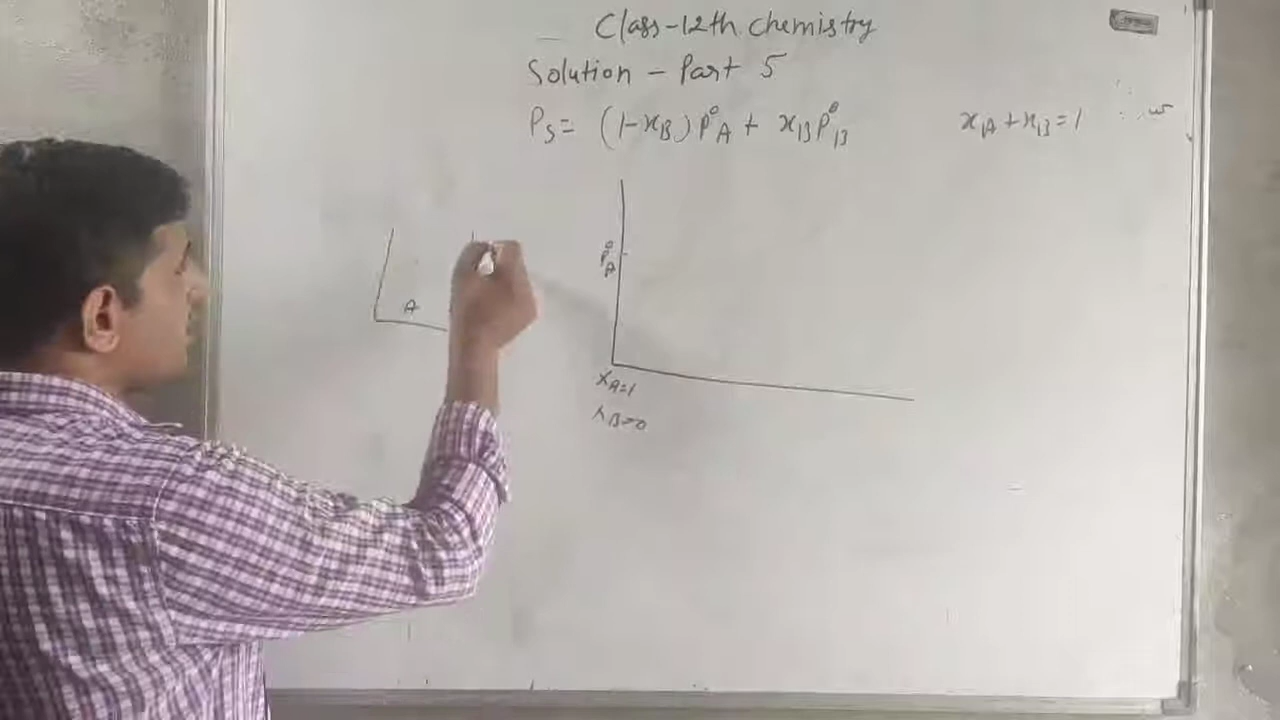 Class-12th Chemistry
Solution - Part 5
Ps = (1-xB) P°A + xB P°B
xA + xB = 1
P°A
A
XA=1
XB=0